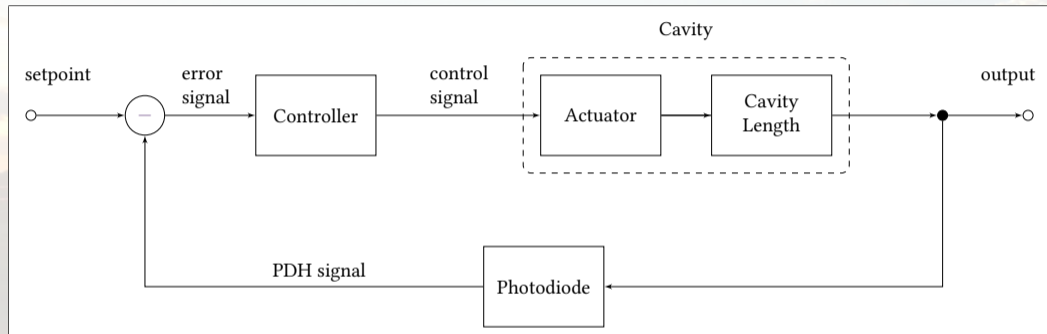 Cavity
setpoint
error
signal
control
signal
output
−
Controller
Actuator
Cavity
Length
PDH signal
Photodiode